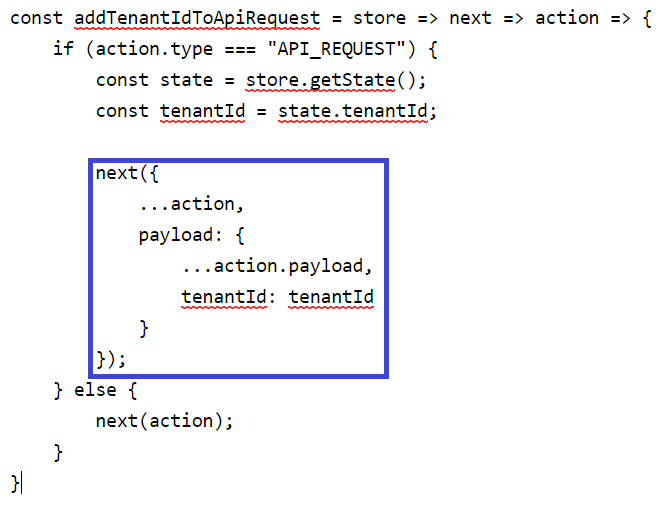 const addTenantIdToApiRequest = store => next => action => {
    if (action.type === "API_REQUEST") {
        const state = store.getState();
        const tenantId = state.tenantId;

        next({
            ...action,
            payload: {
                ...action.payload,
                tenantId: tenantId
            }
        });
    } else {
        next(action);
    }
}